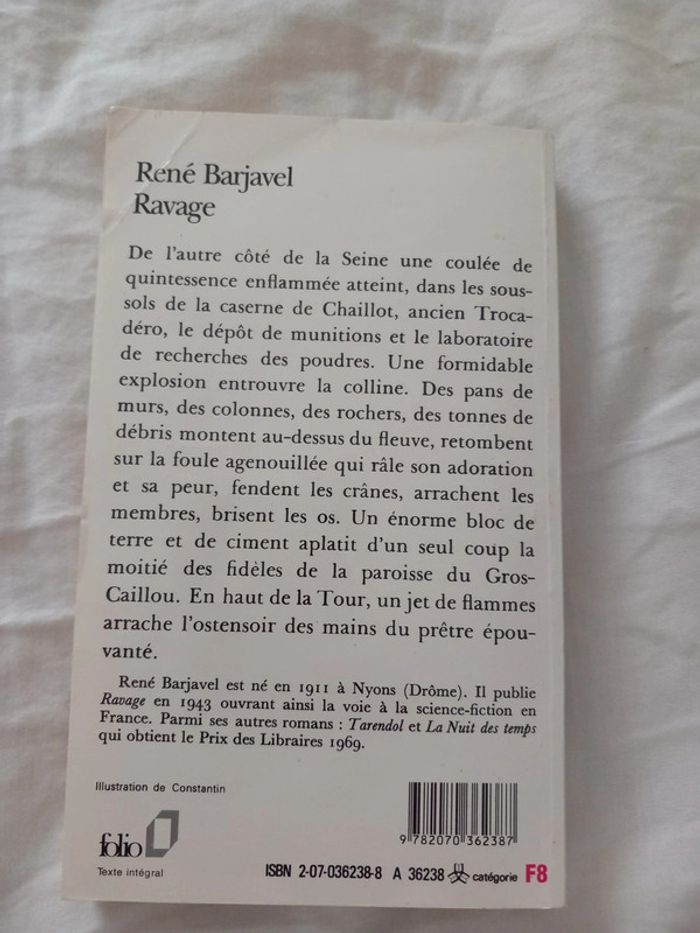 René Barjavel
Ravage
De l'autre côté de la Seine une coulée de
quintessence enflammée atteint, dans les sous-
sols de la caserne de Chaillot, ancien Troca-
déro, le dépôt de munitions et le laboratoire
de recherches des poudres. Une formidable
explosion entrouvre la colline. Des pans de
murs, des colonnes, des rochers, des tonnes de
débris montent au-dessus du fleuve, retombent
sur la foule agenouillée qui râle son adoration
et sa peur, fendent les crânes, arrachent les
membres, brisent les os. Un énorme bloc de
terre et de ciment aplatit d'un seul coup la
moitié des fidèles de la paroisse du Gros-
Caillou. En haut de la Tour, un jet de flammes
arrache l'ostensoir des mains du prêtre épou-
vanté.
René Barjavel est né en 1911 à Nyons (Drôme). Il publie
Ravage en 1943 ouvrant ainsi la voie à la science-fiction en
France. Parmi ses autres romans : Tarendol et La Nuit des temps
qui obtient le Prix des Libraires 1969.
Illustration de Constantin
9 782070 362387
folio
Texte intégral
ISBN 2-07-036238-8 A 36238 catégorie F8